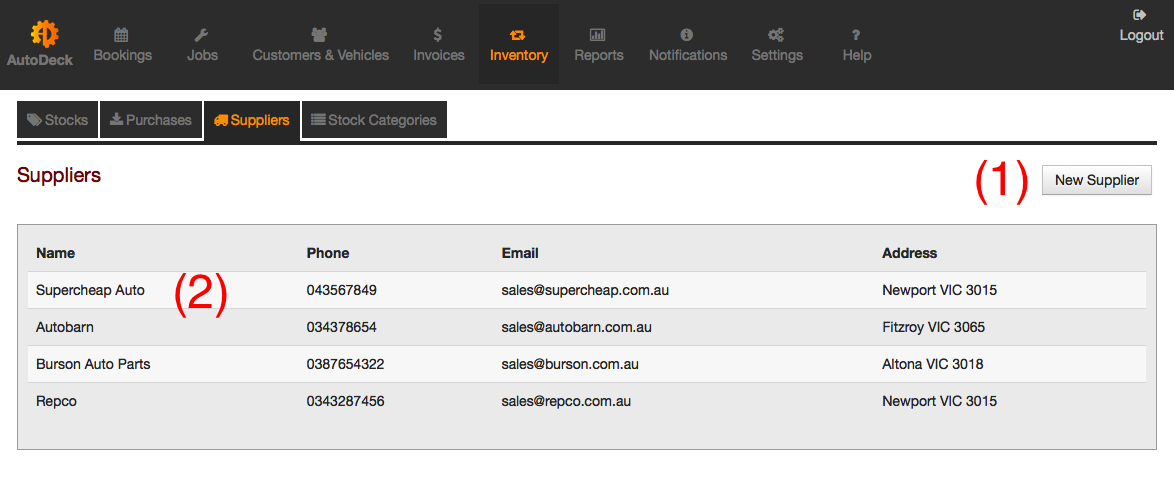 AutoDeck Bookings Jobs Customers & Vehicles Invoices Inventory Reports Notifications Settings ? Help Logout
Stocks Purchases Suppliers Stock Categories
Suppliers (1) New Supplier
Name Phone Email Address
Supercheap Auto (2) 043567849 sales@supercheap.com.au Newport VIC 3015
Autobarn 034378654 sales@autobarn.com.au Fitzroy VIC 3065
Burson Auto Parts 0387654322 sales@burson.com.au Altona VIC 3018
Repco 0343287456 sales@repco.com.au Newport VIC 3015